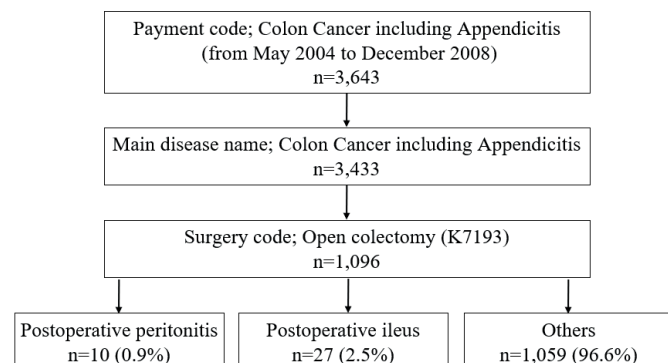 Payment code; Colon Cancer including Appendicitis
(from May 2004 to December 2008)
n=3,643
Main disease name; Colon Cancer including Appendicitis
n=3,433
Surgery code; Open colectomy (K7193)
n=1,096
Postoperative peritonitis
n=10 (0.9%)
Postoperative ileus
n=27 (2.5%)
Others
n=1,059 (96.6%)